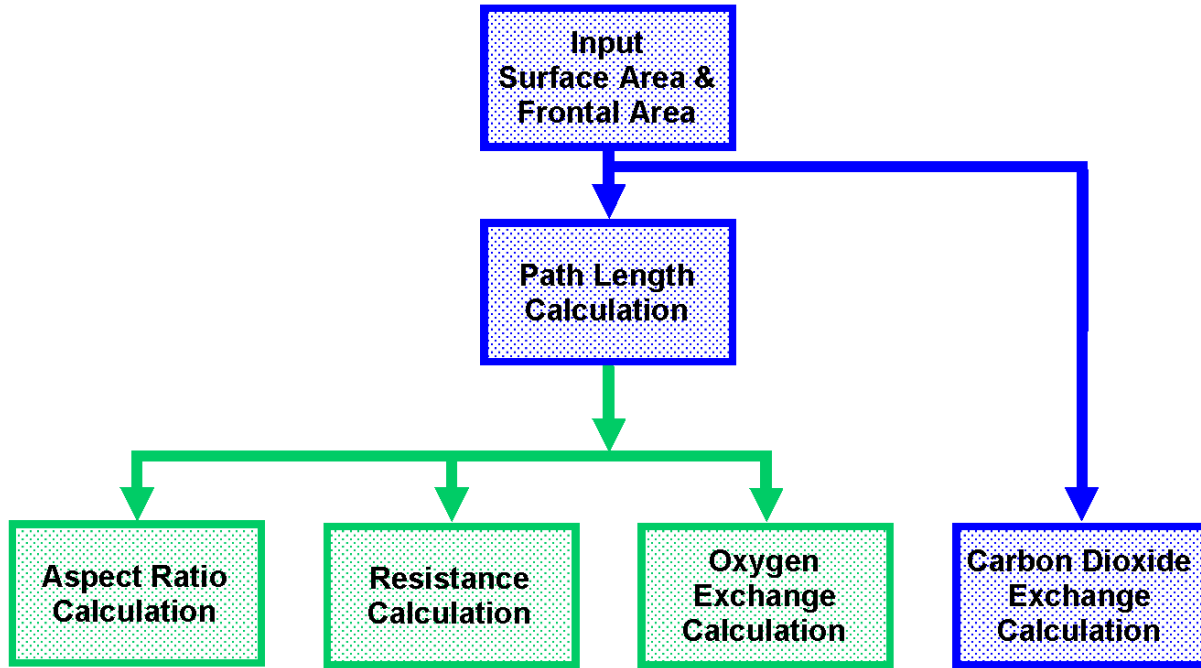 Input
Surface Area &
Frontal Area
Path Length
Calculation
Aspect Ratio
Calculation
Resistance
Calculation
Oxygen
Exchange
Calculation
Carbon Dioxide
Exchange
Calculation